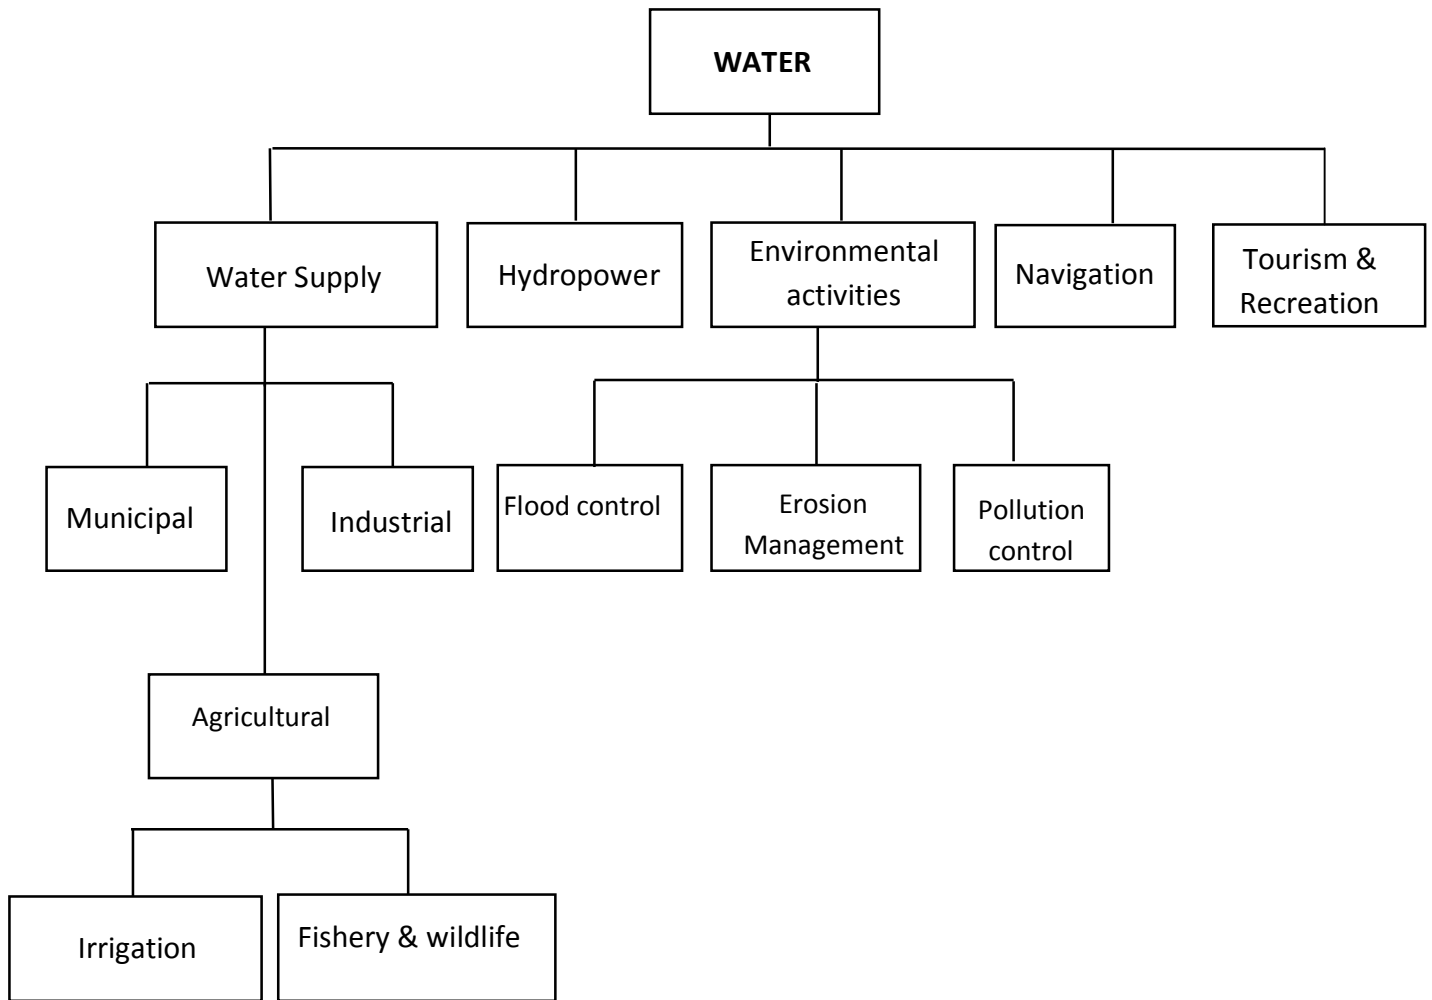 WATER
Water Supply
Hydropower
Environmental
activities
Navigation
Tourism &
Recreation
Municipal
Industrial
Flood control
Erosion
Management
Pollution
control
Agricultural
Irrigation
Fishery & wildlife